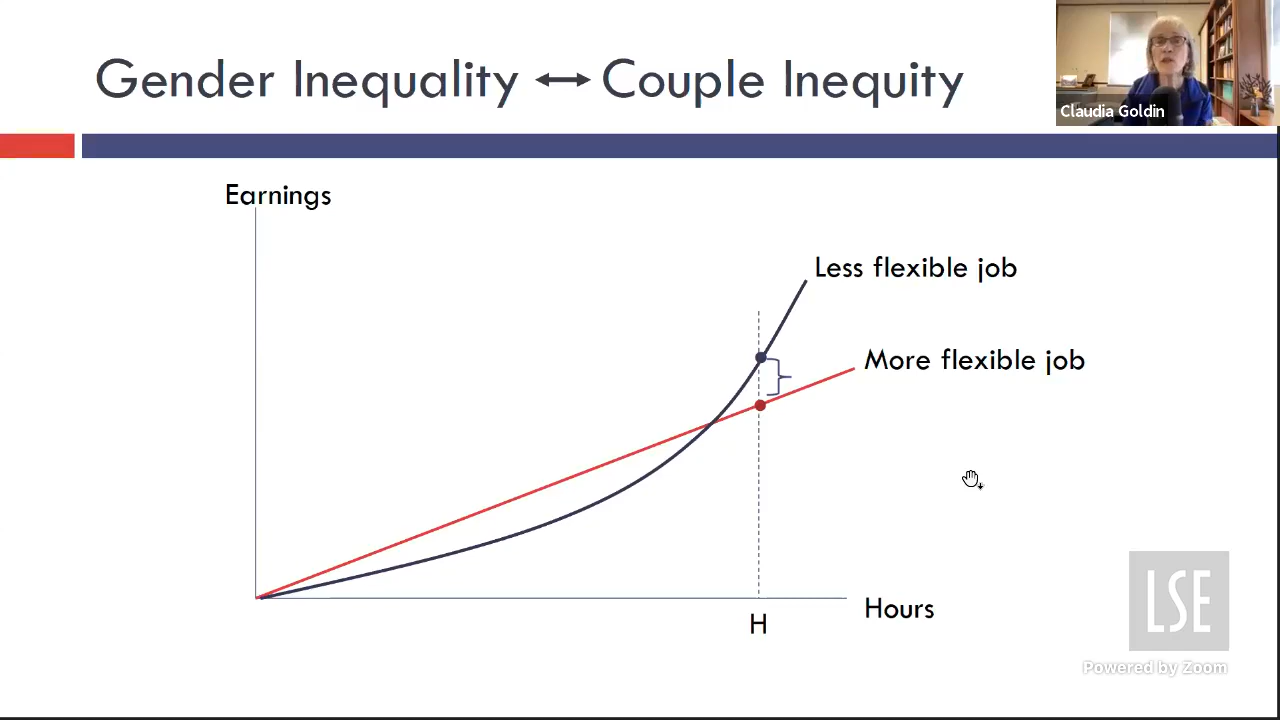 Gender Inequality ↔ Couple Inequity
Claudia Goldin
Earnings
Less flexible job
More flexible job
Hours
H
LSE
Powered by Zoom